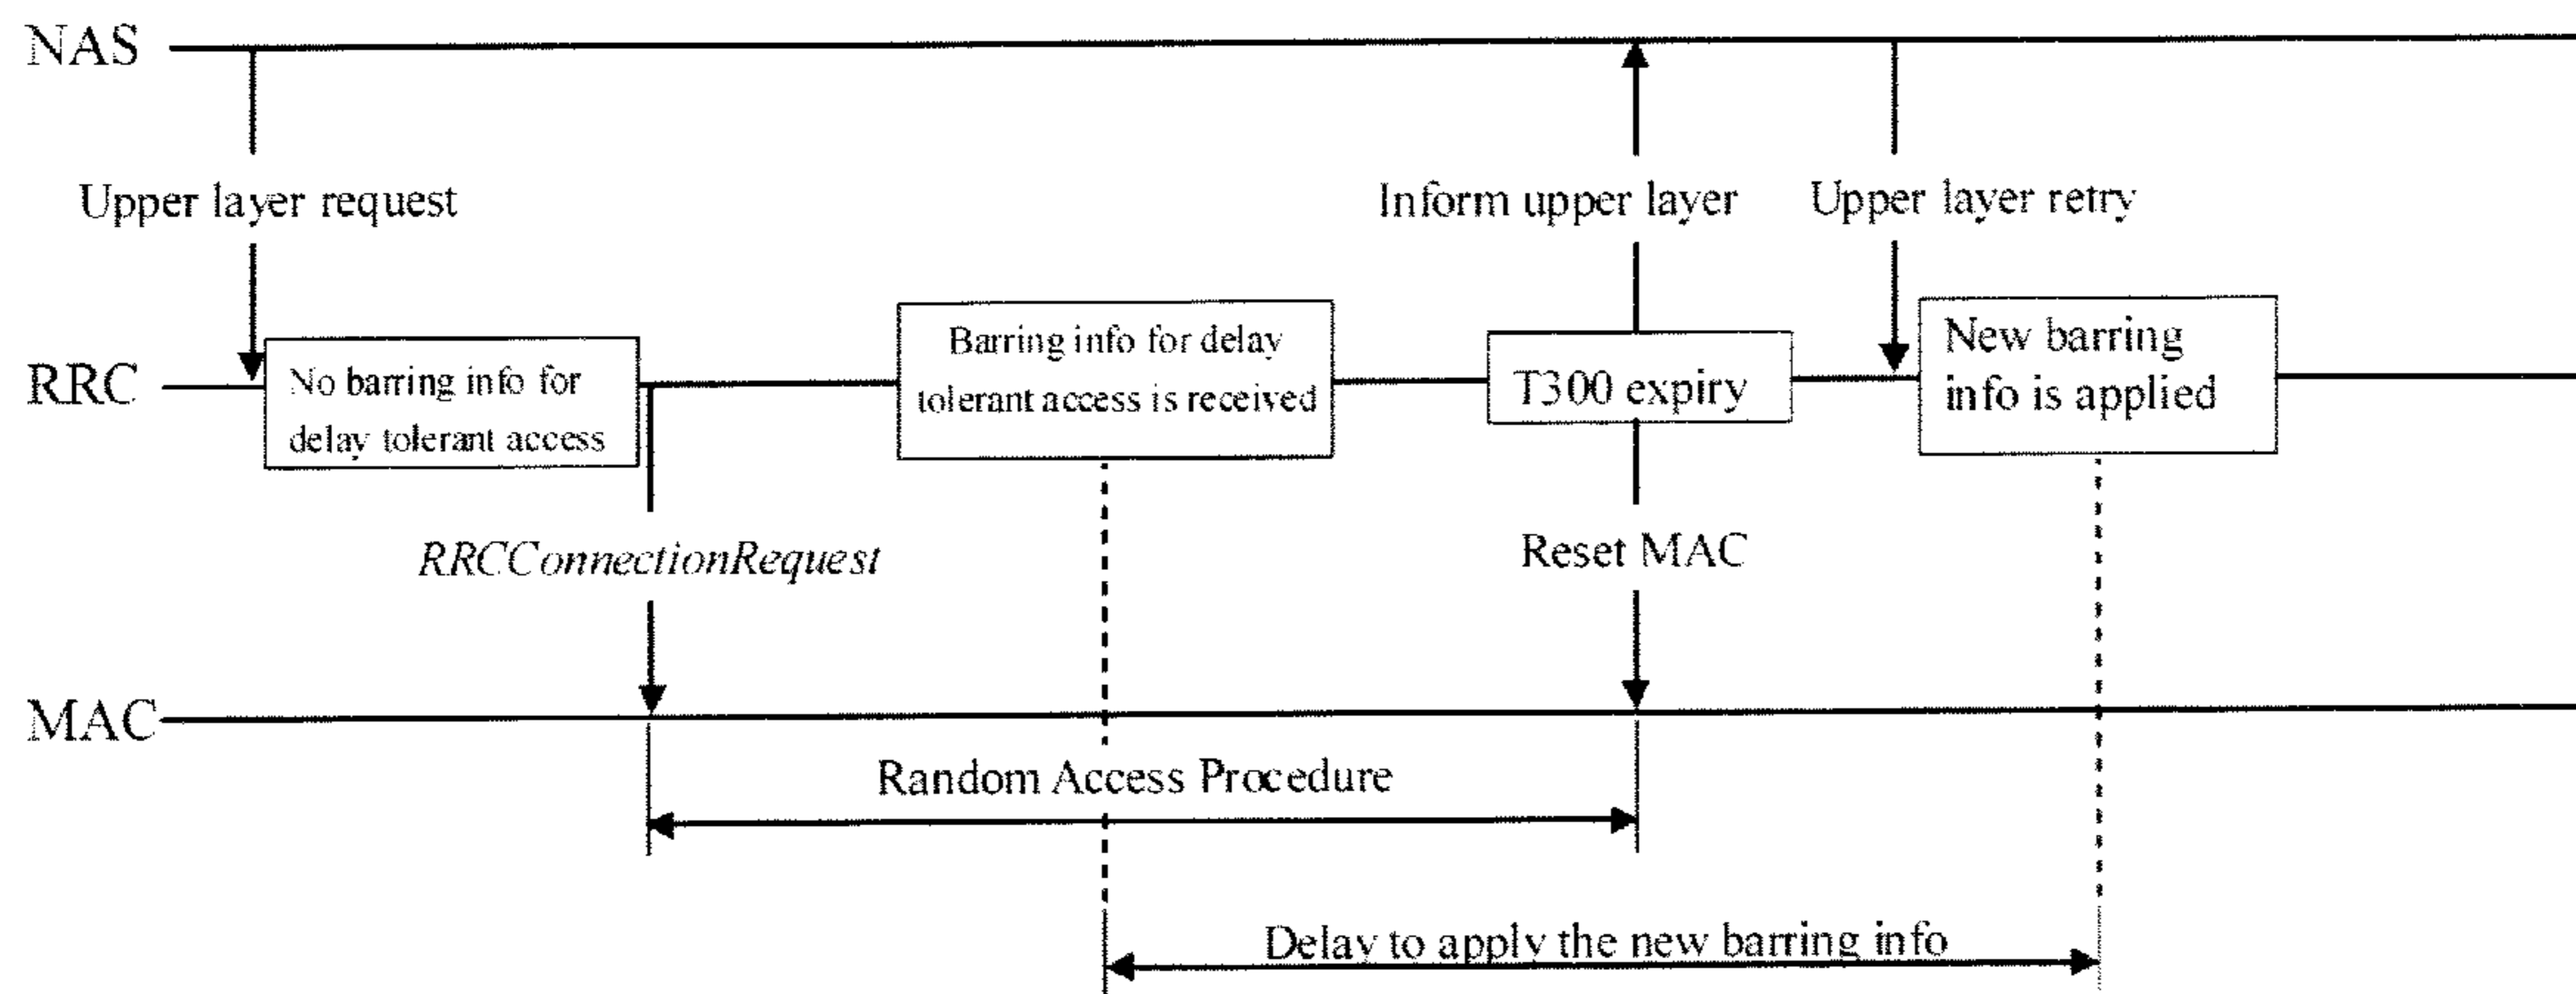 NAS
Upper layer request
Inform upper layer
Upper layer retry
RRC
No barring info for
delay tolerant access
Barring info for delay
tolerant access is received
T300 expiry
New barring
info is applied
RRCConnectionRequest
Reset MAC
MAC
Random Access Procedure
Delay to apply the new barring info